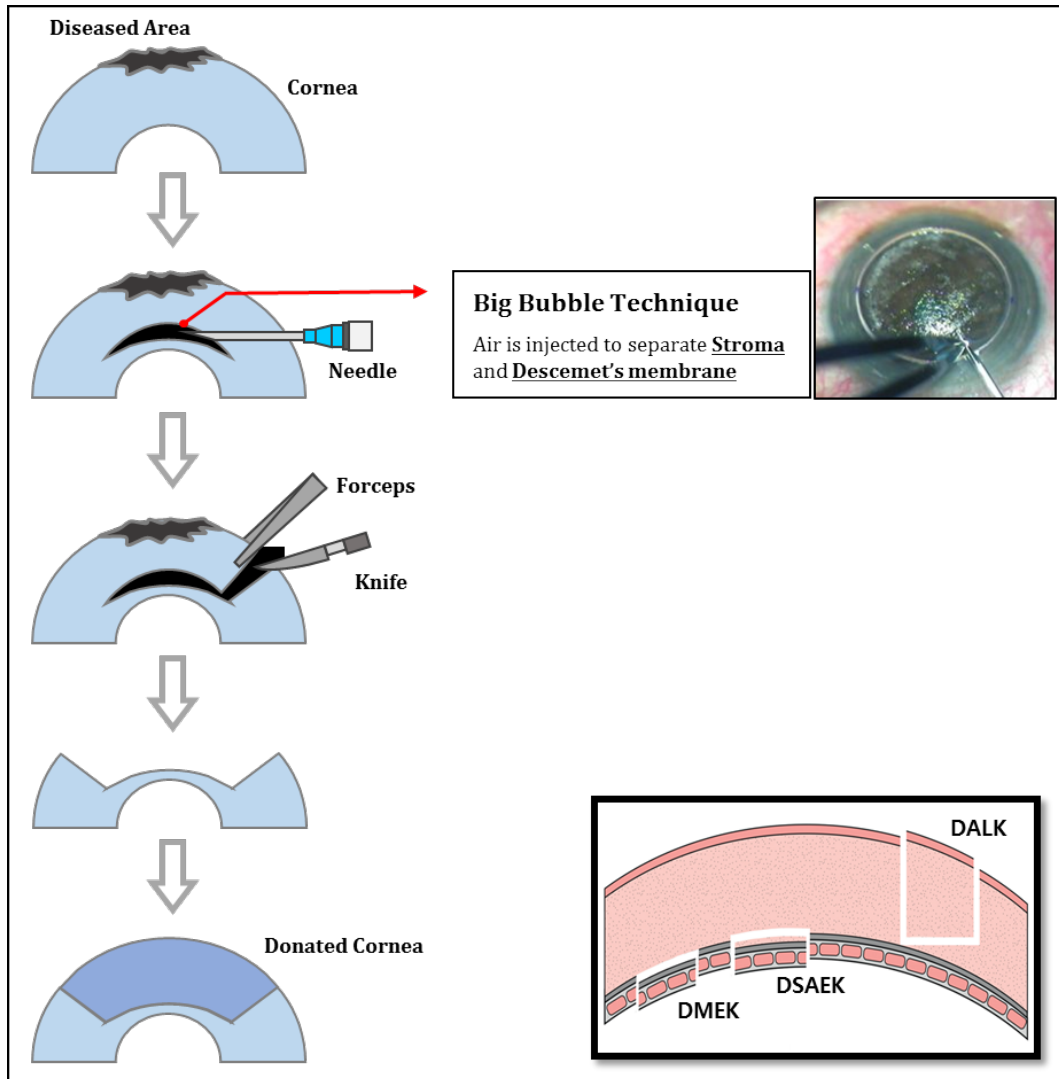 Diseased Area
Cornea
Big Bubble Technique
Air is injected to separate Stroma
and Descemet's membrane
Needle
Forceps
Knife
DALK
DSAEK
DMEK
Donated Cornea